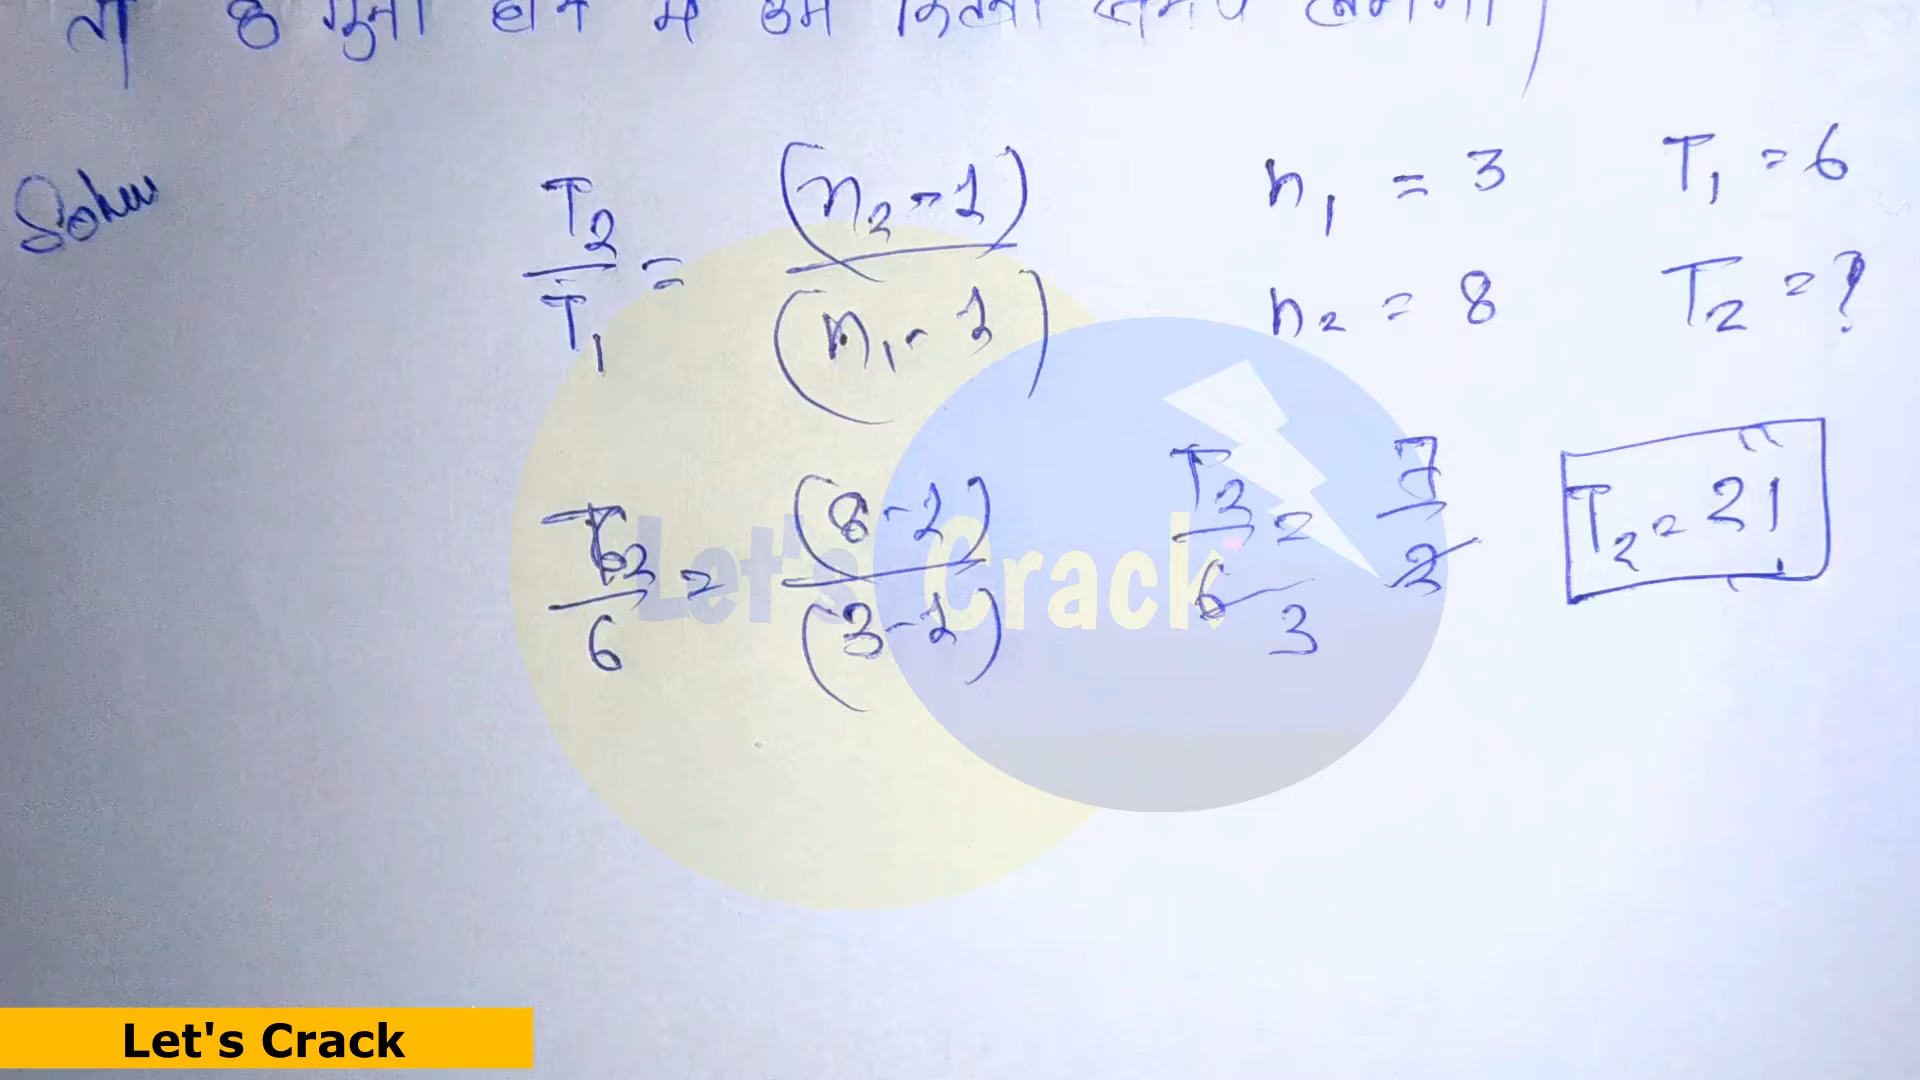 तो 8 गुना होने में उसे कितना समय लगेगा।
Soln
T₂/T₁ = (n₂-1)/(n₁-1)
n₁ = 3 T₁ = 6
n₂ = 8 T₂ = ?
T₂/6 = (8-1)/(3-1) T₂/6 3 = 7/2 T₂ = 21
Let's Crack
Let's Crack